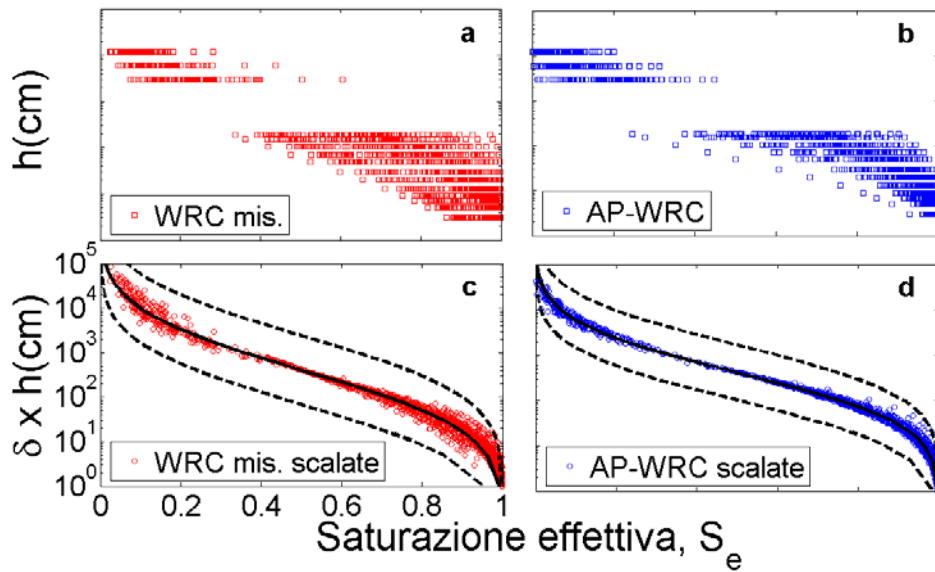 a
b
h(cm)
WRC mis.
AP-WRC
10^5
10^4
10^3
10^2
10^1
10^0
δ x h(cm)
c
d
WRC mis. scalate
AP-WRC scalate
0 0.2 0.4 0.6 0.8 1
Saturazione effettiva, S_e